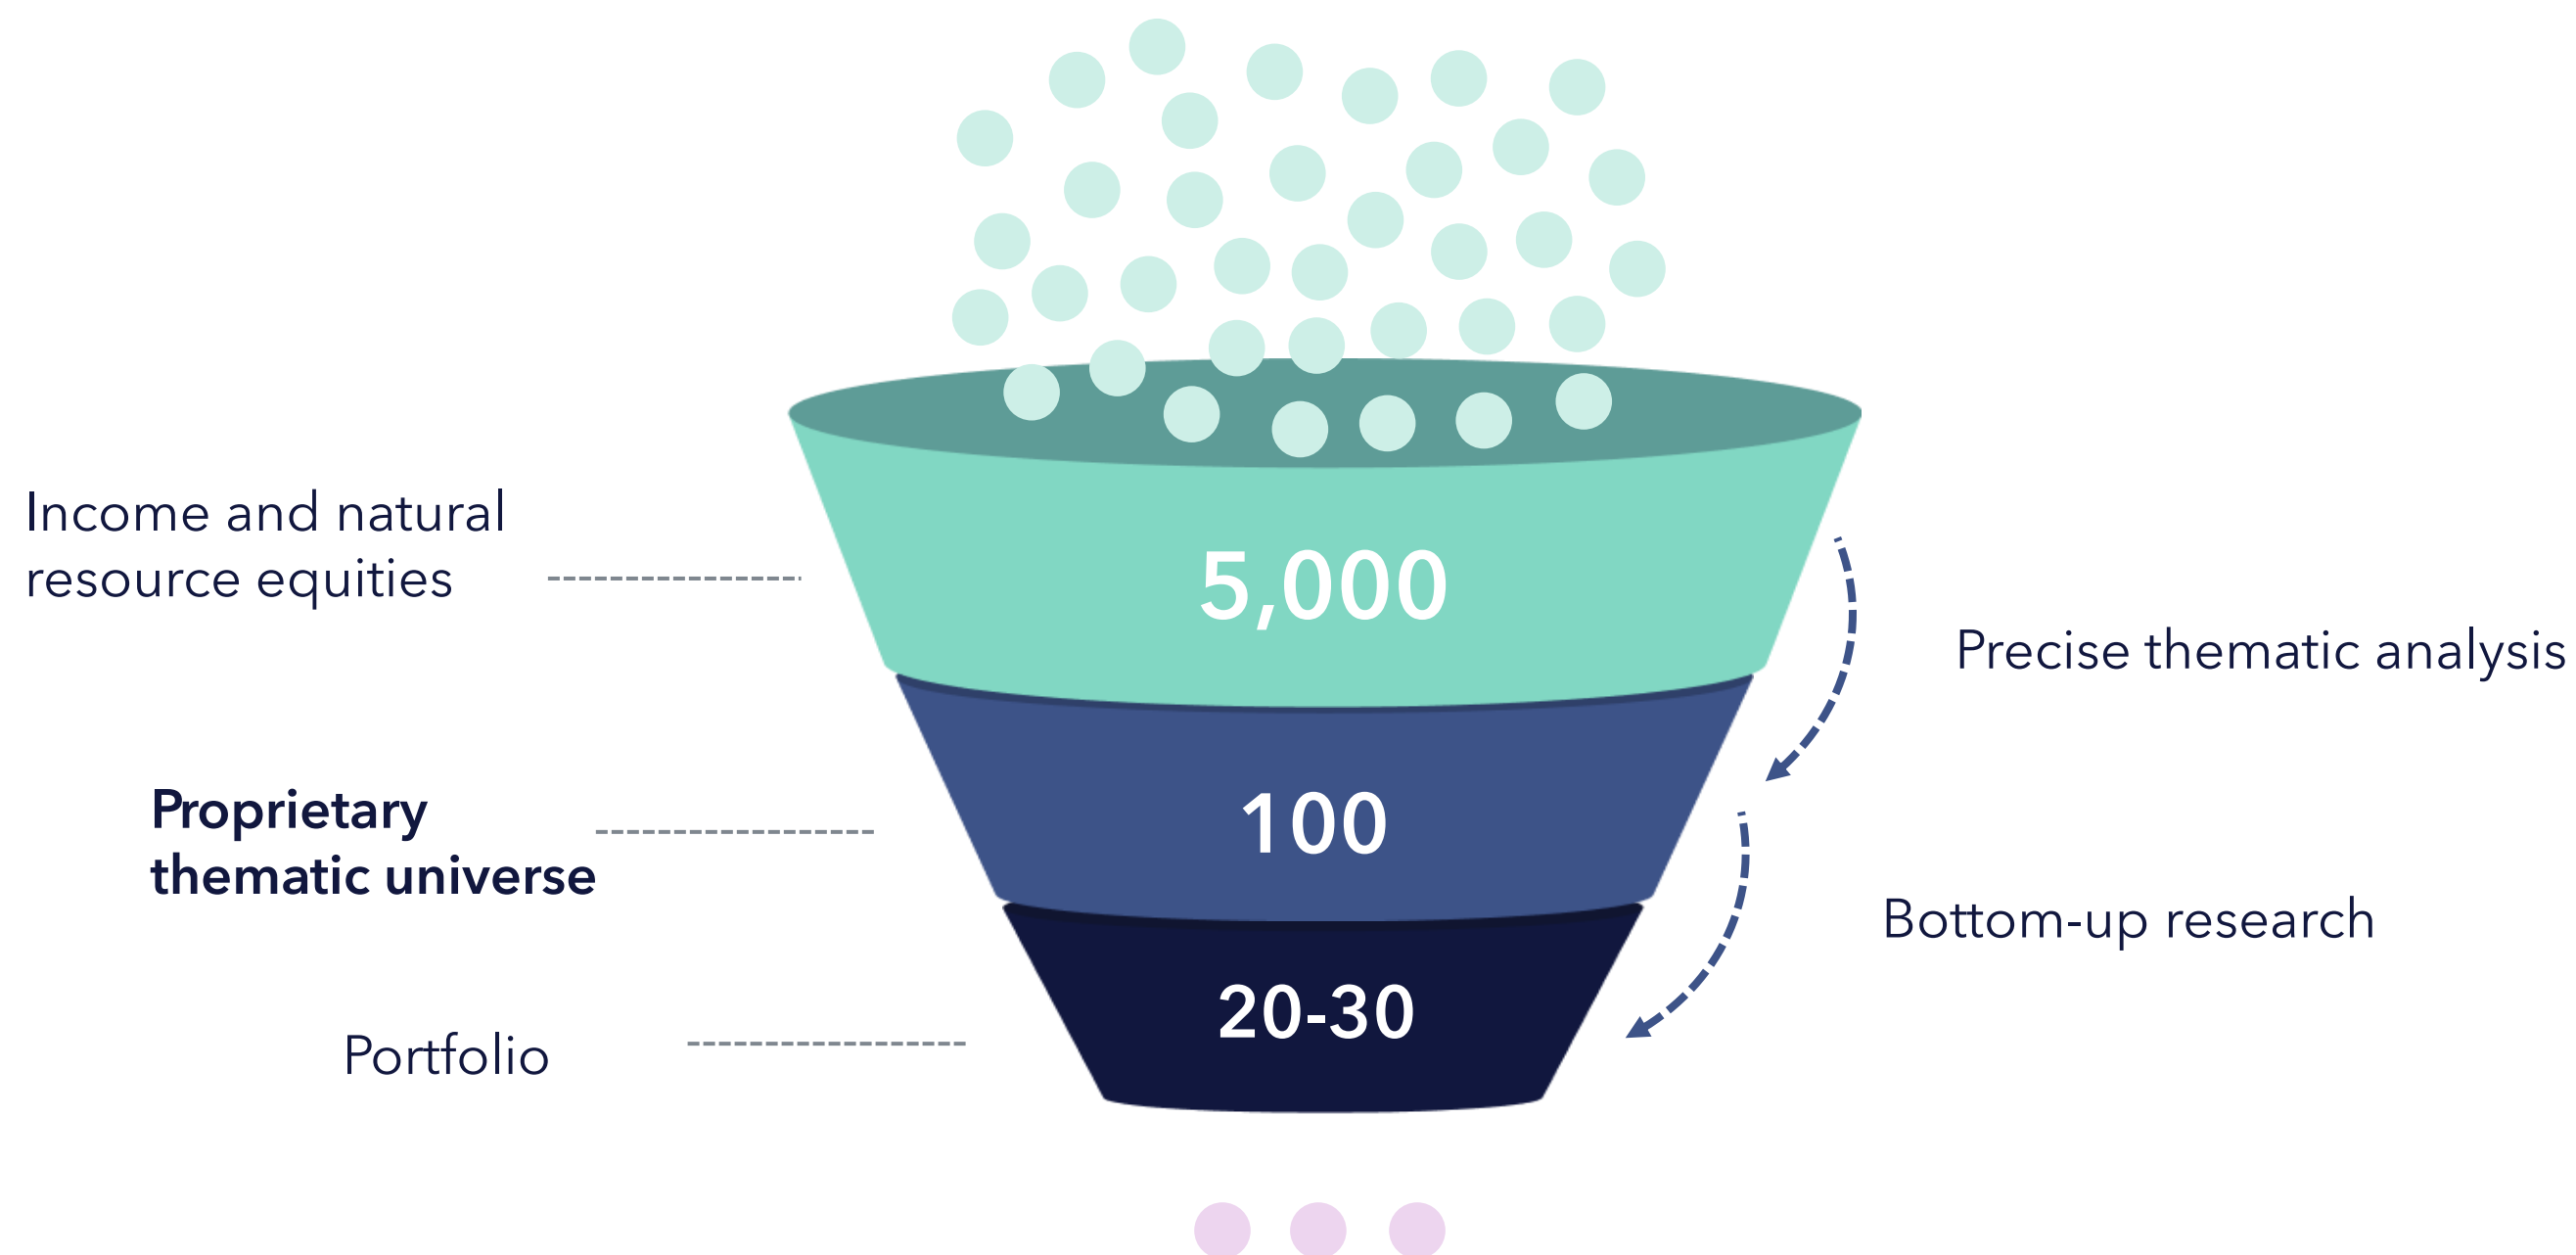 Income and natural
resource equities
5,000
Precise thematic analysis
Proprietary
thematic universe
100
Bottom-up research
20-30
Portfolio